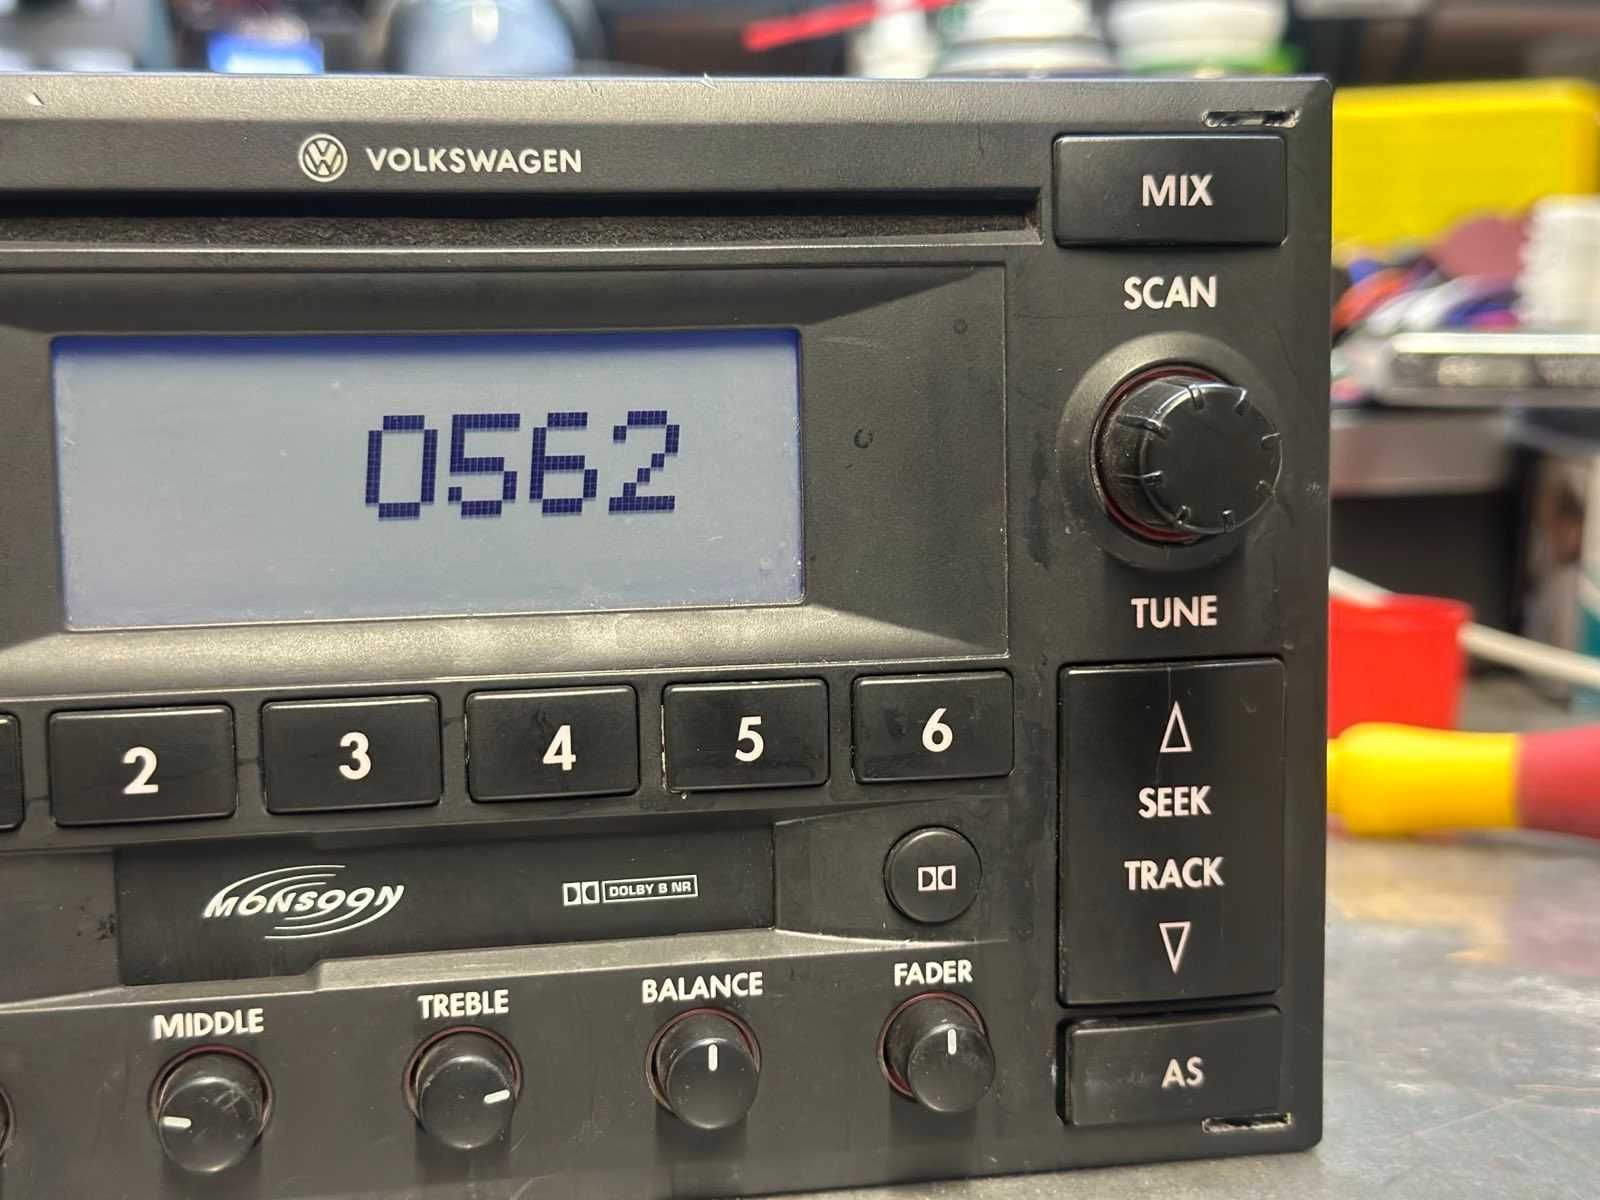 VOLKSWAGEN
MIX
SCAN
0562
TUNE
2 3 4 5 6
SEEK
TRACK
MONSOON
DOLBY B NR
MIDDLE TREBLE BALANCE FADER
AS